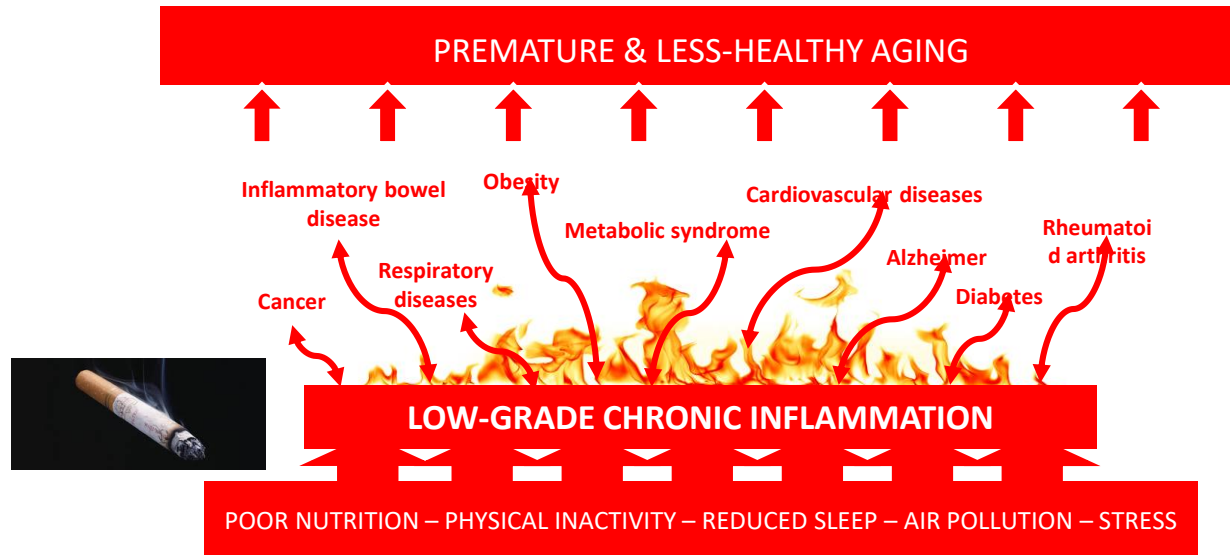 PREMATURE & LESS-HEALTHY AGING
Inflammatory bowel
disease
Obesity
Cardiovascular diseases
Metabolic syndrome
Rheumatoi
d arthritis
Respiratory
diseases
Alzheimer
Cancer
Diabetes
LOW-GRADE CHRONIC INFLAMMATION
POOR NUTRITION – PHYSICAL INACTIVITY – REDUCED SLEEP – AIR POLLUTION – STRESS